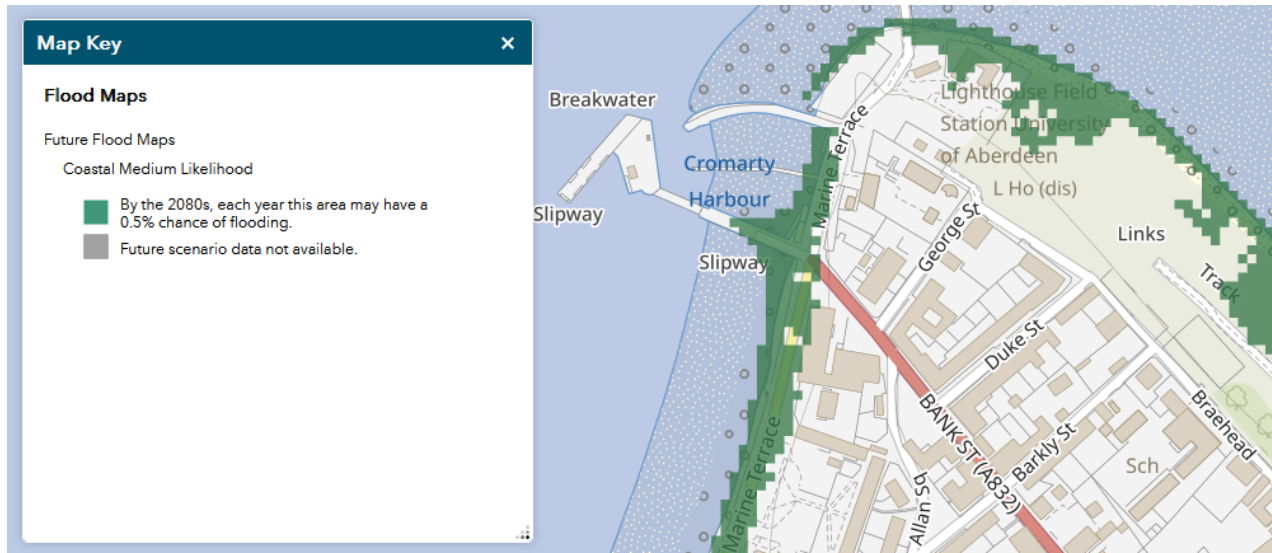 Map Key
Flood Maps
Future Flood Maps
Coastal Medium Likelihood
By the 2080s, each year this area may have a
0.5% chance of flooding.
Future scenario data not available.
Breakwater
Slipway
Cromarty
Harbour
Slipway
Marine Terrace
Marine Terrace
Lighthouse Field
Station University
of Aberdeen
L Ho (dis)
George St
Links
Track
Duke St
BANK ST (A832)
Barkly St
Braehead
Allan Sq
Sch